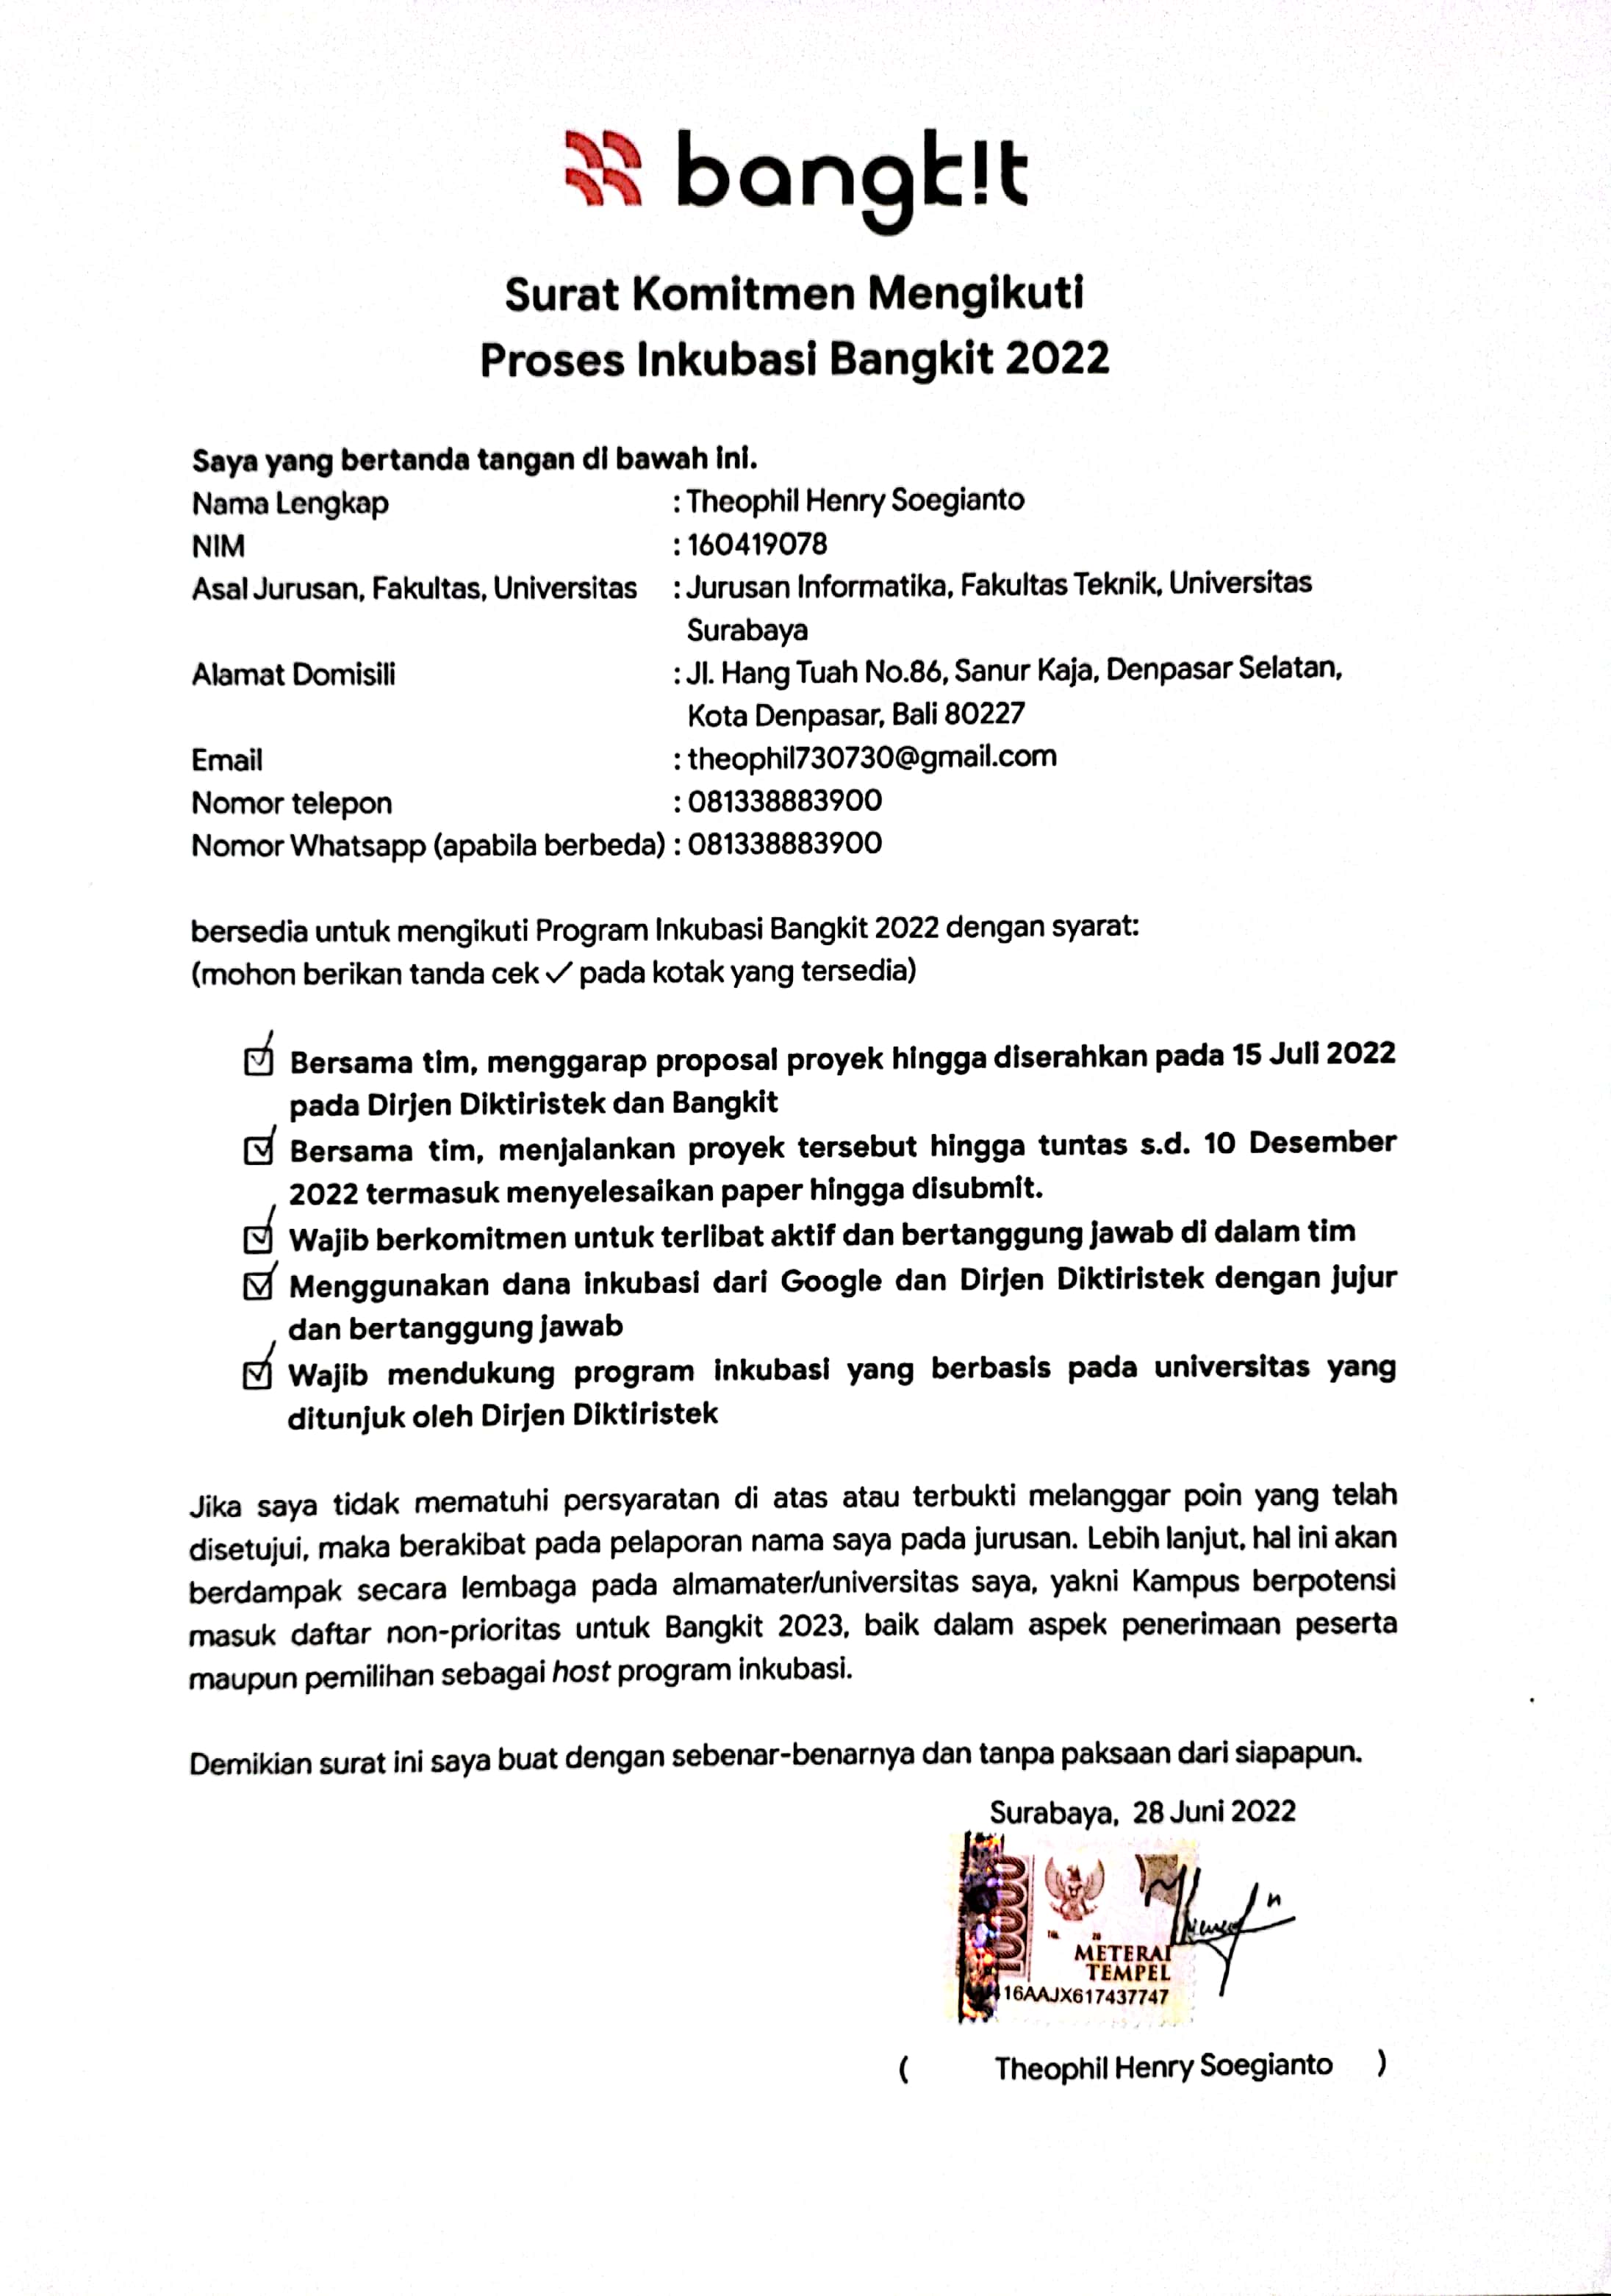 bangk!t
Surat Komitmen Mengikuti
Proses Inkubasi Bangkit 2022
Saya yang bertanda tangan di bawah ini.
Nama Lengkap : Theophil Henry Soegianto
NIM : 160419078
Asal Jurusan, Fakultas, Universitas : Jurusan Informatika, Fakultas Teknik, Universitas
Surabaya
Alamat Domisili : Jl. Hang Tuah No.86, Sanur Kaja, Denpasar Selatan,
Kota Denpasar, Bali 80227
Email : theophil730730@gmail.com
Nomor telepon : 081338883900
Nomor Whatsapp (apabila berbeda) : 081338883900
bersedia untuk mengikuti Program Inkubasi Bangkit 2022 dengan syarat:
(mohon berikan tanda cek ✓ pada kotak yang tersedia)
☑ Bersama tim, menggarap proposal proyek hingga diserahkan pada 15 Juli 2022
pada Dirjen Diktiristek dan Bangkit
☑ Bersama tim, menjalankan proyek tersebut hingga tuntas s.d. 10 Desember
2022 termasuk menyelesaikan paper hingga disubmit.
☑ Wajib berkomitmen untuk terlibat aktif dan bertanggung jawab di dalam tim
☑ Menggunakan dana inkubasi dari Google dan Dirjen Diktiristek dengan jujur
dan bertanggung jawab
☑ Wajib mendukung program inkubasi yang berbasis pada universitas yang
ditunjuk oleh Dirjen Diktiristek
Jika saya tidak mematuhi persyaratan di atas atau terbukti melanggar poin yang telah
disetujui, maka berakibat pada pelaporan nama saya pada jurusan. Lebih lanjut, hal ini akan
berdampak secara lembaga pada almamater/universitas saya, yakni Kampus berpotensi
masuk daftar non-prioritas untuk Bangkit 2023, baik dalam aspek penerimaan peserta
maupun pemilihan sebagai host program inkubasi.
Demikian surat ini saya buat dengan sebenar-benarnya dan tanpa paksaan dari siapapun.
Surabaya, 28 Juni 2022
10000
TGL. 20
METERAI
TEMPEL
16AAJX617437747
( Theophil Henry Soegianto )